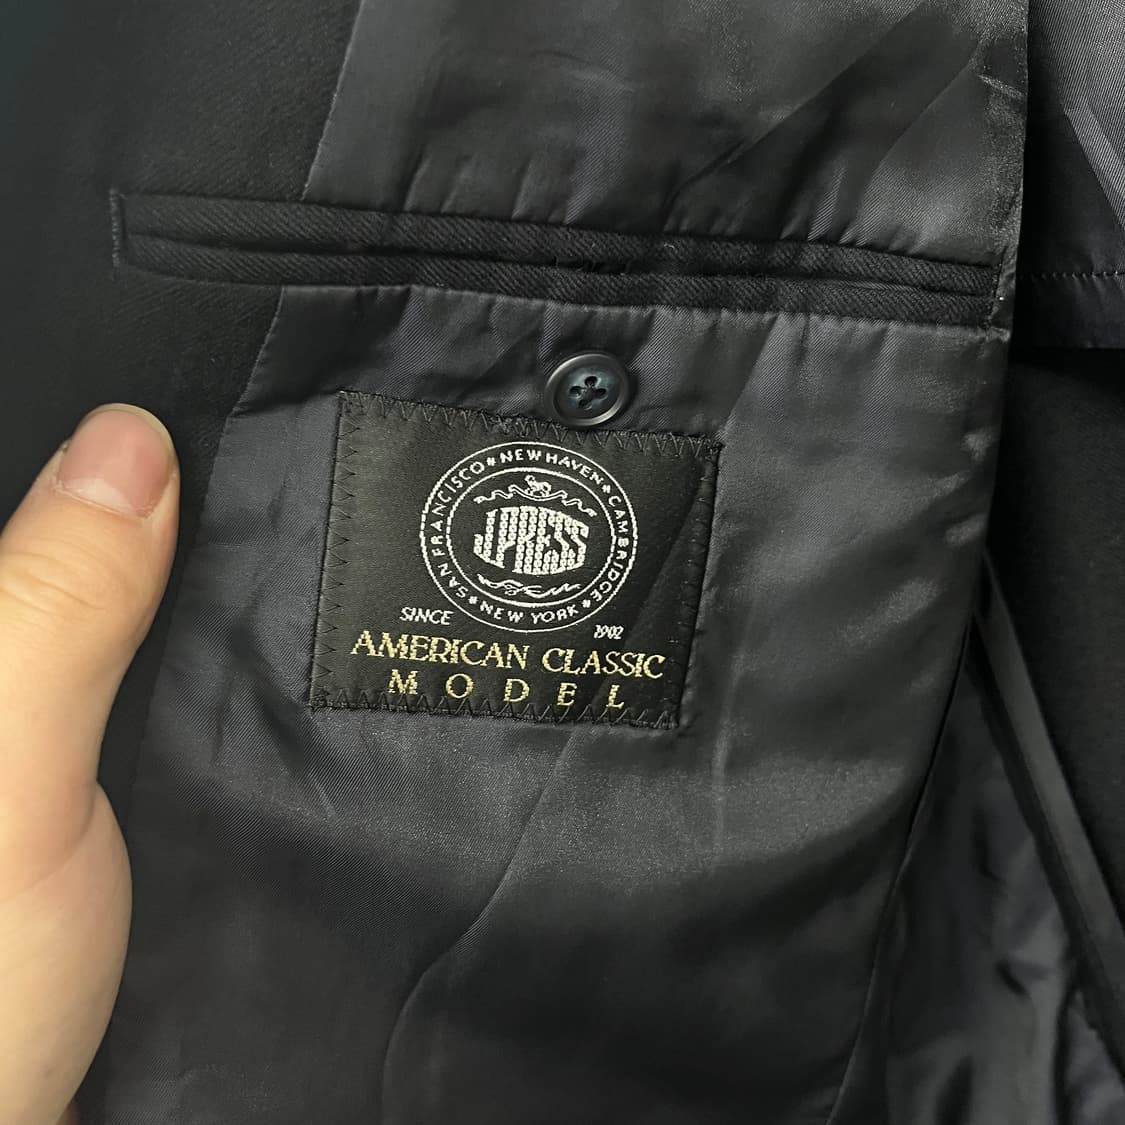 SAN FRANCISCO * NEW HAVEN * CAMBRIDGE * NEW YORK *
J.PRESS
SINCE 1902
AMERICAN CLASSIC
MODEL